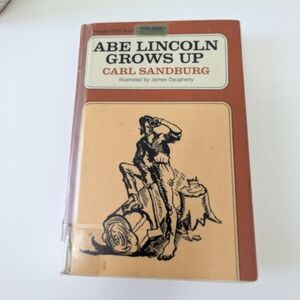 ABE LINCOLN
GROWS UP
CARL SANDBURG
Illustrated by James Daugherty